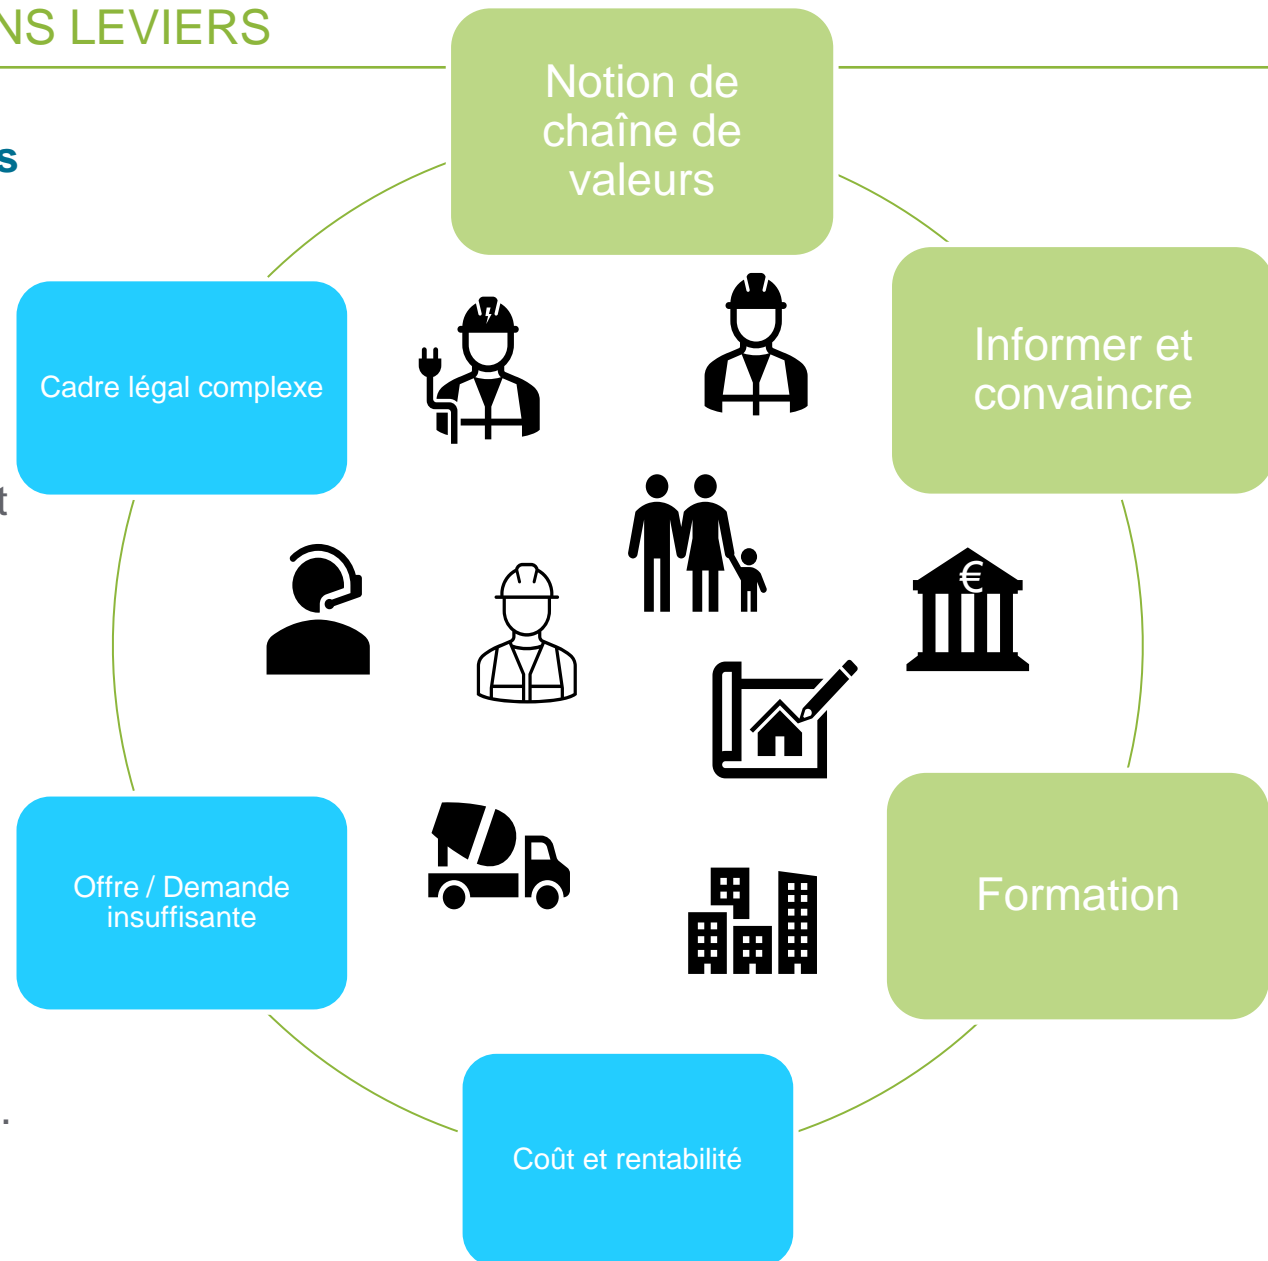 NS LEVIERS
Notion de
chaîne de
valeurs
s
Informer et
convaincre
Cadre légal complexe
t
€
Offre / Demande
insuffisante
Formation
.
Coût et rentabilité